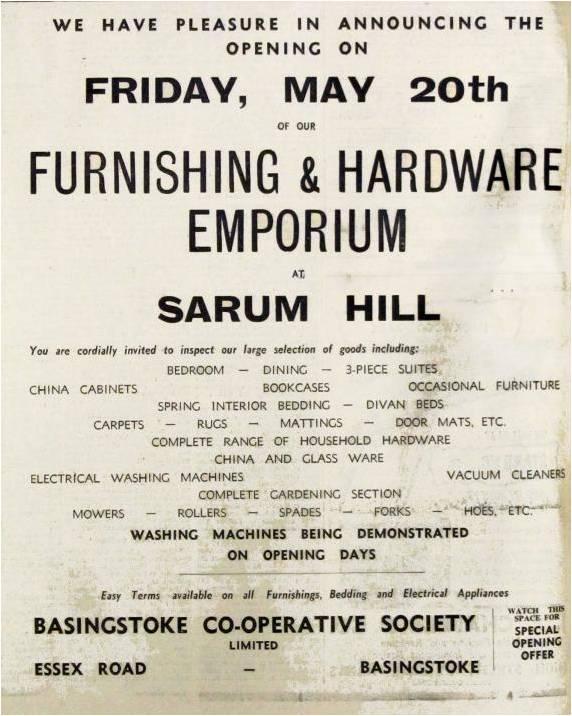 WE HAVE PLEASURE IN ANNOUNCING THE
OPENING ON
FRIDAY, MAY 20th
OF OUR
FURNISHING & HARDWARE
EMPORIUM
AT
SARUM HILL
You are cordially invited to inspect our large selection of goods including:
BEDROOM — DINING — 3-PIECE SUITES
CHINA CABINETS BOOKCASES OCCASIONAL FURNITURE
SPRING INTERIOR BEDDING — DIVAN BEDS
CARPETS — RUGS — MATTINGS — DOOR MATS, ETC.
COMPLETE RANGE OF HOUSEHOLD HARDWARE
CHINA AND GLASS WARE
ELECTRICAL WASHING MACHINES VACUUM CLEANERS
COMPLETE GARDENING SECTION
MOWERS — ROLLERS — SPADES — FORKS — HOES, ETC.
WASHING MACHINES BEING DEMONSTRATED
ON OPENING DAYS
Easy Terms available on all Furnishings, Bedding and Electrical Appliances
BASINGSTOKE CO-OPERATIVE SOCIETY
LIMITED
ESSEX ROAD — BASINGSTOKE
WATCH THIS
SPACE FOR
SPECIAL
OPENING
OFFER